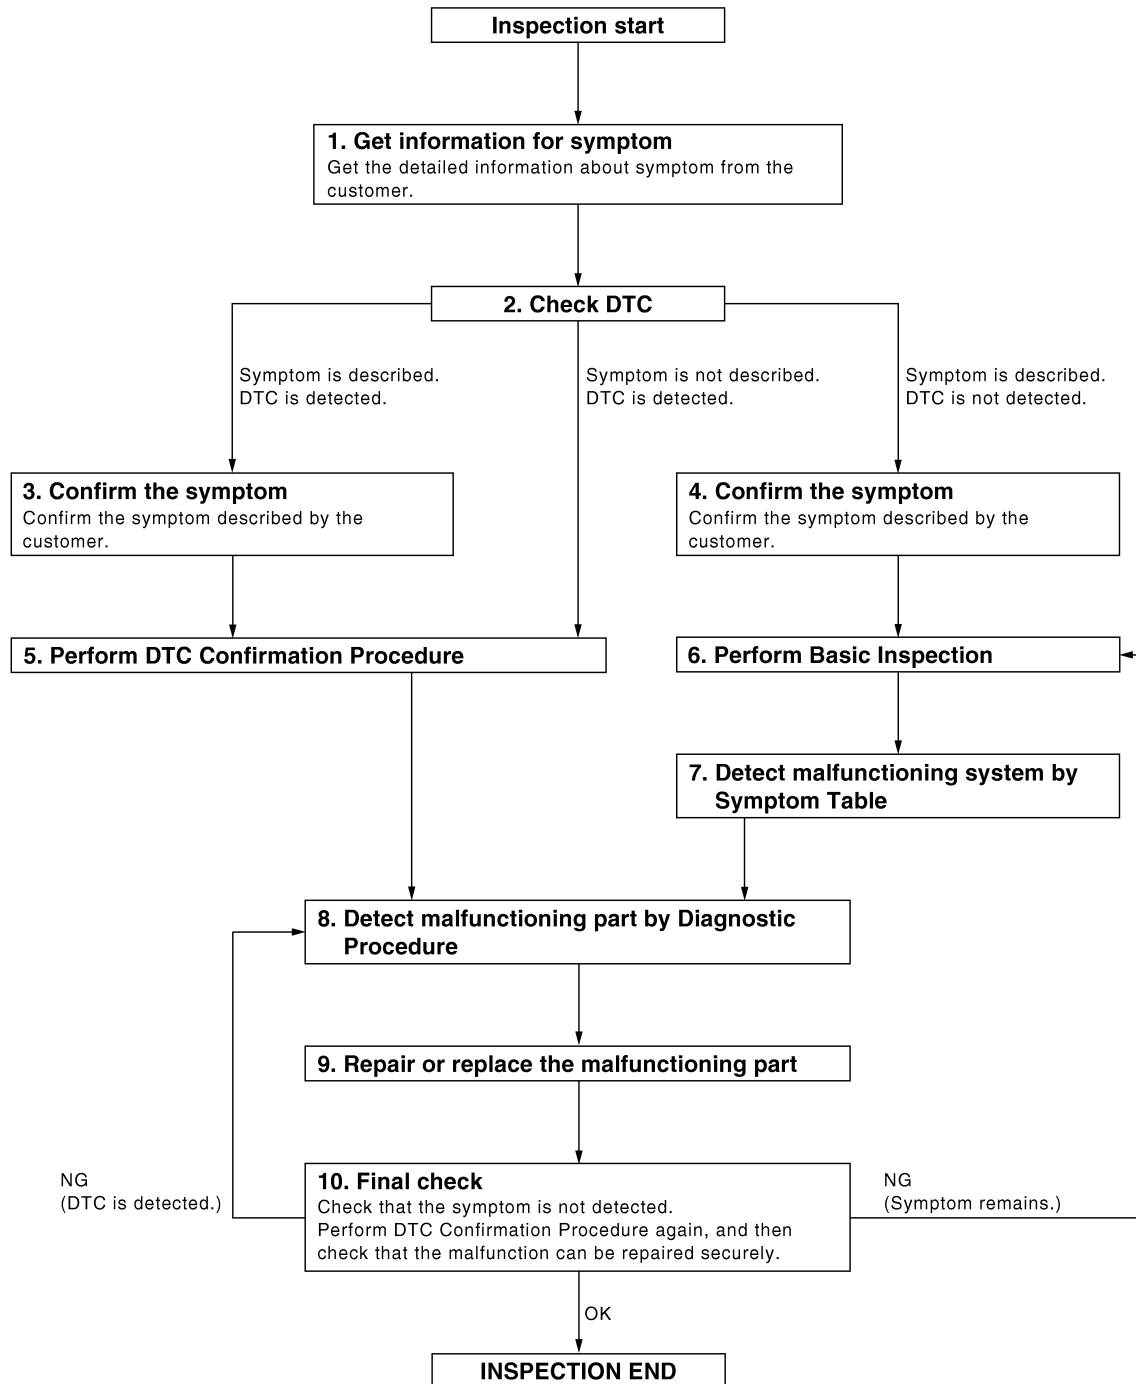 Inspection start
1. Get information for symptom
Get the detailed information about symptom from the
customer.
2. Check DTC
Symptom is described.
DTC is detected.
Symptom is not described.
DTC is detected.
Symptom is described.
DTC is not detected.
3. Confirm the symptom
Confirm the symptom described by the
customer.
4. Confirm the symptom
Confirm the symptom described by the
customer.
5. Perform DTC Confirmation Procedure
6. Perform Basic Inspection
7. Detect malfunctioning system by
Symptom Table
8. Detect malfunctioning part by Diagnostic
Procedure
9. Repair or replace the malfunctioning part
NG
(DTC is detected.)
10. Final check
Check that the symptom is not detected.
Perform DTC Confirmation Procedure again, and then
check that the malfunction can be repaired securely.
NG
(Symptom remains.)
OK
INSPECTION END